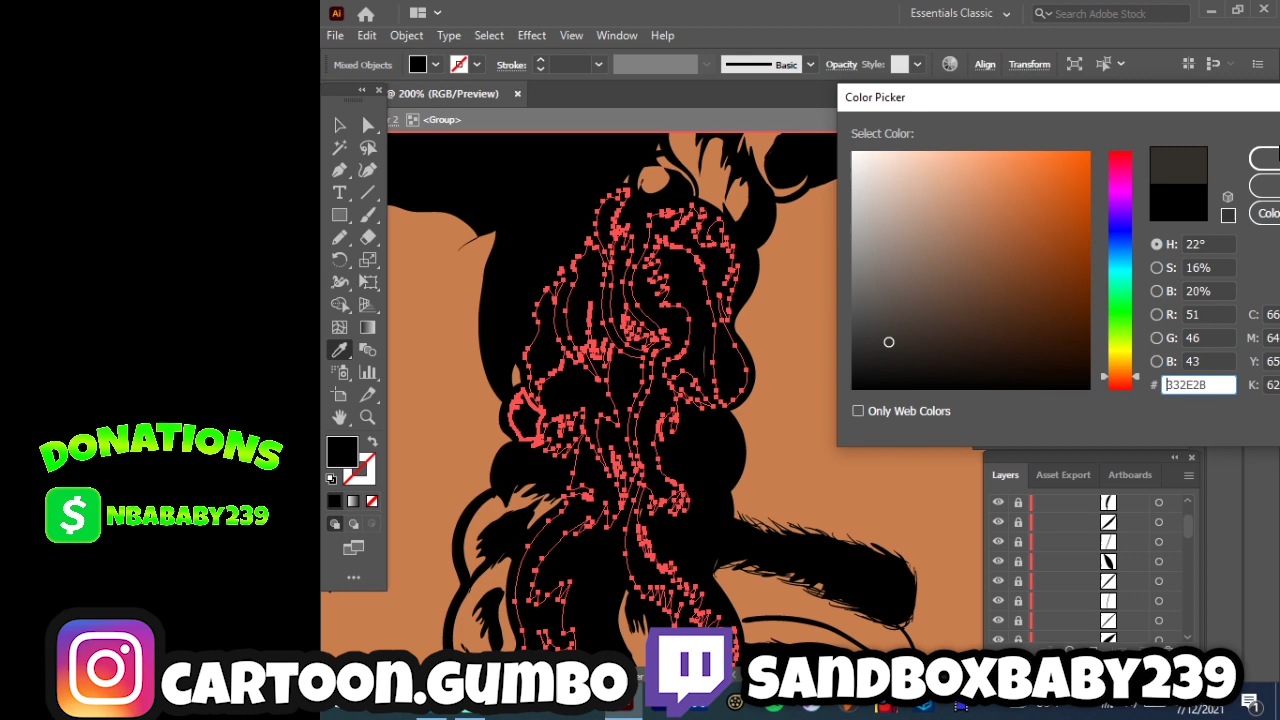 Ai
Essentials Classic
Search Adobe Stock
File Edit Object Type Select Effect View Window Help
Mixed Objects
Stroke:
Basic
Opacity Style:
Align
Transform
@ 200% (RGB/Preview) ×
<Group>
Color Picker
Select Color:
H: 22°
S: 16%
B: 20%
R: 51 C: 66
G: 46 M: 64
B: 43 Y: 65
# 332E2B K: 62
Only Web Colors
Layers Asset Export Artboards
DONATIONS
$ NBABABY239
CARTOON.GUMBO
SANDBOXBABY239
7/12/2021